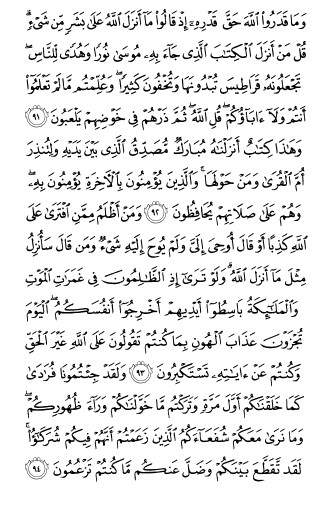 وَمَا قَدَرُوا۟ ٱللَّهَ حَقَّ قَدْرِهِۦٓ إِذْ قَالُوا۟ مَآ أَنزَلَ ٱللَّهُ عَلَىٰ بَشَرٍ مِّن شَىْءٍ ۗ
قُلْ مَنْ أَنزَلَ ٱلْكِتَـٰبَ ٱلَّذِى جَآءَ بِهِۦ مُوسَىٰ نُورًا وَهُدًى لِّلنَّاسِ ۖ
تَجْعَلُونَهُۥ قَرَاطِيسَ تُبْدُونَهَا وَتُخْفُونَ كَثِيرًا ۖ وَعُلِّمْتُم مَّا لَمْ تَعْلَمُوٓا۟
أَنتُمْ وَلَآ ءَابَآؤُكُمْ ۖ قُلِ ٱللَّهُ ۖ ثُمَّ ذَرْهُمْ فِى خَوْضِهِمْ يَلْعَبُونَ ٩١
وَهَـٰذَا كِتَـٰبٌ أَنزَلْنَـٰهُ مُبَارَكٌ مُّصَدِّقُ ٱلَّذِى بَيْنَ يَدَيْهِ وَلِتُنذِرَ
أُمَّ ٱلْقُرَىٰ وَمَنْ حَوْلَهَا ۚ وَٱلَّذِينَ يُؤْمِنُونَ بِٱلْـَٔاخِرَةِ يُؤْمِنُونَ بِهِۦ ۖ
وَهُمْ عَلَىٰ صَلَاتِهِمْ يُحَافِظُونَ ٩٢ وَمَنْ أَظْلَمُ مِمَّنِ ٱفْتَرَىٰ عَلَى
ٱللَّهِ كَذِبًا أَوْ قَالَ أُوحِىَ إِلَىَّ وَلَمْ يُوحَ إِلَيْهِ شَىْءٌ وَمَن قَالَ سَأُنزِلُ
مِثْلَ مَآ أَنزَلَ ٱللَّهُ ۗ وَلَوْ تَرَىٰٓ إِذِ ٱلظَّـٰلِمُونَ فِى غَمَرَٰتِ ٱلْمَوْتِ
وَٱلْمَلَـٰٓئِكَةُ بَاسِطُوٓا۟ أَيْدِيهِمْ أَخْرِجُوٓا۟ أَنفُسَكُمُ ۖ ٱلْيَوْمَ
تُجْزَوْنَ عَذَابَ ٱلْهُونِ بِمَا كُنتُمْ تَقُولُونَ عَلَى ٱللَّهِ غَيْرَ ٱلْحَقِّ
وَكُنتُمْ عَنْ ءَايَـٰتِهِۦ تَسْتَكْبِرُونَ ٩٣ وَلَقَدْ جِئْتُمُونَا فُرَٰدَىٰ
كَمَا خَلَقْنَـٰكُمْ أَوَّلَ مَرَّةٍ وَتَرَكْتُم مَّا خَوَّلْنَـٰكُمْ وَرَآءَ ظُهُورِكُمْ ۖ
وَمَا نَرَىٰ مَعَكُمْ شُفَعَآءَكُمُ ٱلَّذِينَ زَعَمْتُمْ أَنَّهُمْ فِيكُمْ شُرَكَـٰٓؤُا۟ ۚ
لَقَد تَّقَطَّعَ بَيْنَكُمْ وَضَلَّ عَنكُم مَّا كُنتُمْ تَزْعُمُونَ ٩٤